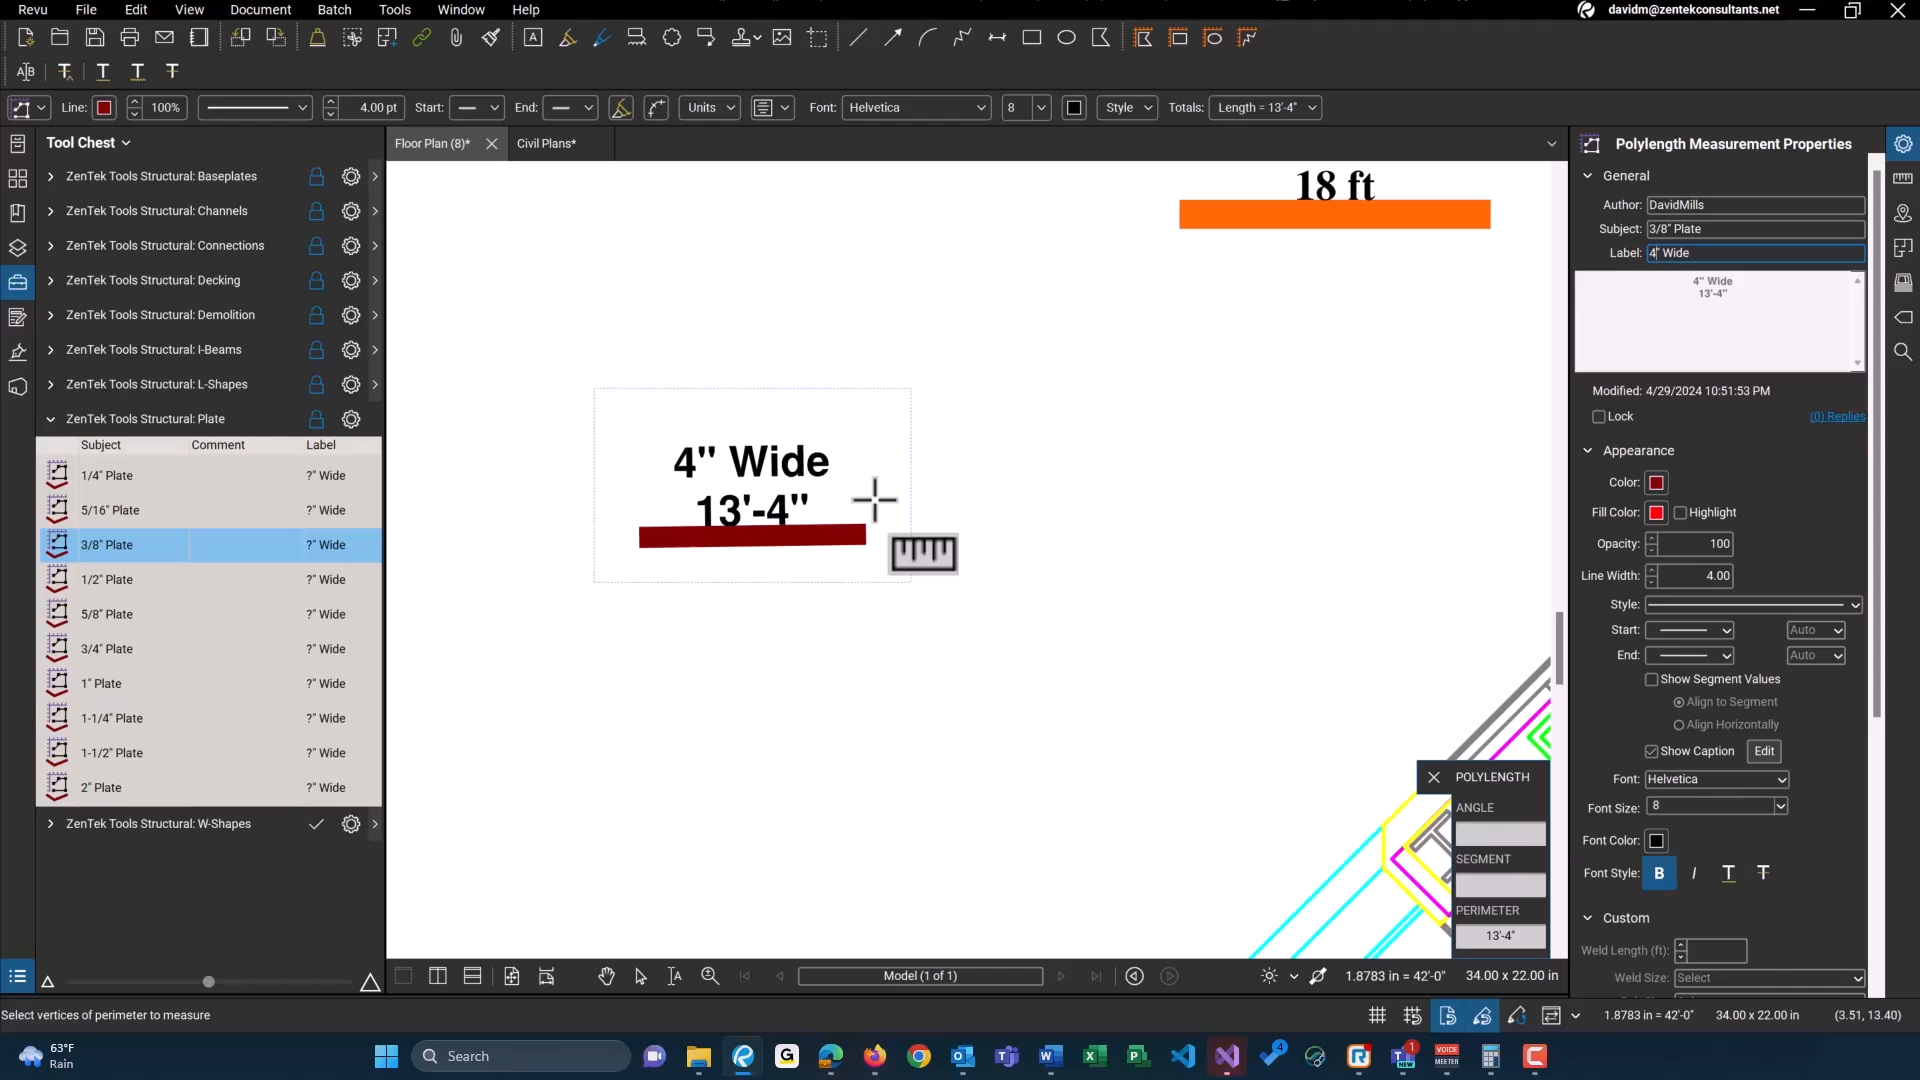 Revu File Edit View Document Batch Tools Window Help
davidm@zentekconsultants.net
Line: 100% 4.00 pt Start: End: Units Font: Helvetica 8 Style Totals: Length = 13'-4"
Tool Chest
Floor Plan (8)* Civil Plans*
ZenTek Tools Structural: Baseplates
ZenTek Tools Structural: Channels
ZenTek Tools Structural: Connections
ZenTek Tools Structural: Decking
ZenTek Tools Structural: Demolition
ZenTek Tools Structural: I-Beams
ZenTek Tools Structural: L-Shapes
ZenTek Tools Structural: Plate
Subject Comment Label
1/4" Plate ?" Wide
5/16" Plate ?" Wide
3/8" Plate ?" Wide
1/2" Plate ?" Wide
5/8" Plate ?" Wide
3/4" Plate ?" Wide
1" Plate ?" Wide
1-1/4" Plate ?" Wide
1-1/2" Plate ?" Wide
2" Plate ?" Wide
ZenTek Tools Structural: W-Shapes
18 ft
4" Wide
13'-4"
POLYLENGTH
ANGLE
SEGMENT
PERIMETER
13'-4"
Polylength Measurement Properties
General
Author: DavidMills
Subject: 3/8" Plate
Label: 4" Wide
4" Wide
13'-4"
Modified: 4/29/2024 10:51:53 PM
Lock (0) Replies
Appearance
Color:
Fill Color: Highlight
Opacity: 100
Line Width: 4.00
Style:
Start: Auto
End: Auto
Show Segment Values
Align to Segment
Align Horizontally
Show Caption Edit
Font: Helvetica
Font Size: 8
Font Color:
Font Style: B I T T
Custom
Weld Length (ft):
Weld Size: Select
Model (1 of 1)
1.8783 in = 42'-0" 34.00 x 22.00 in
Select vertices of perimeter to measure
1.8783 in = 42'-0" 34.00 x 22.00 in (3.51, 13.40)
63°F
Rain
Search
4
1
NEW
VOICE
MEETER